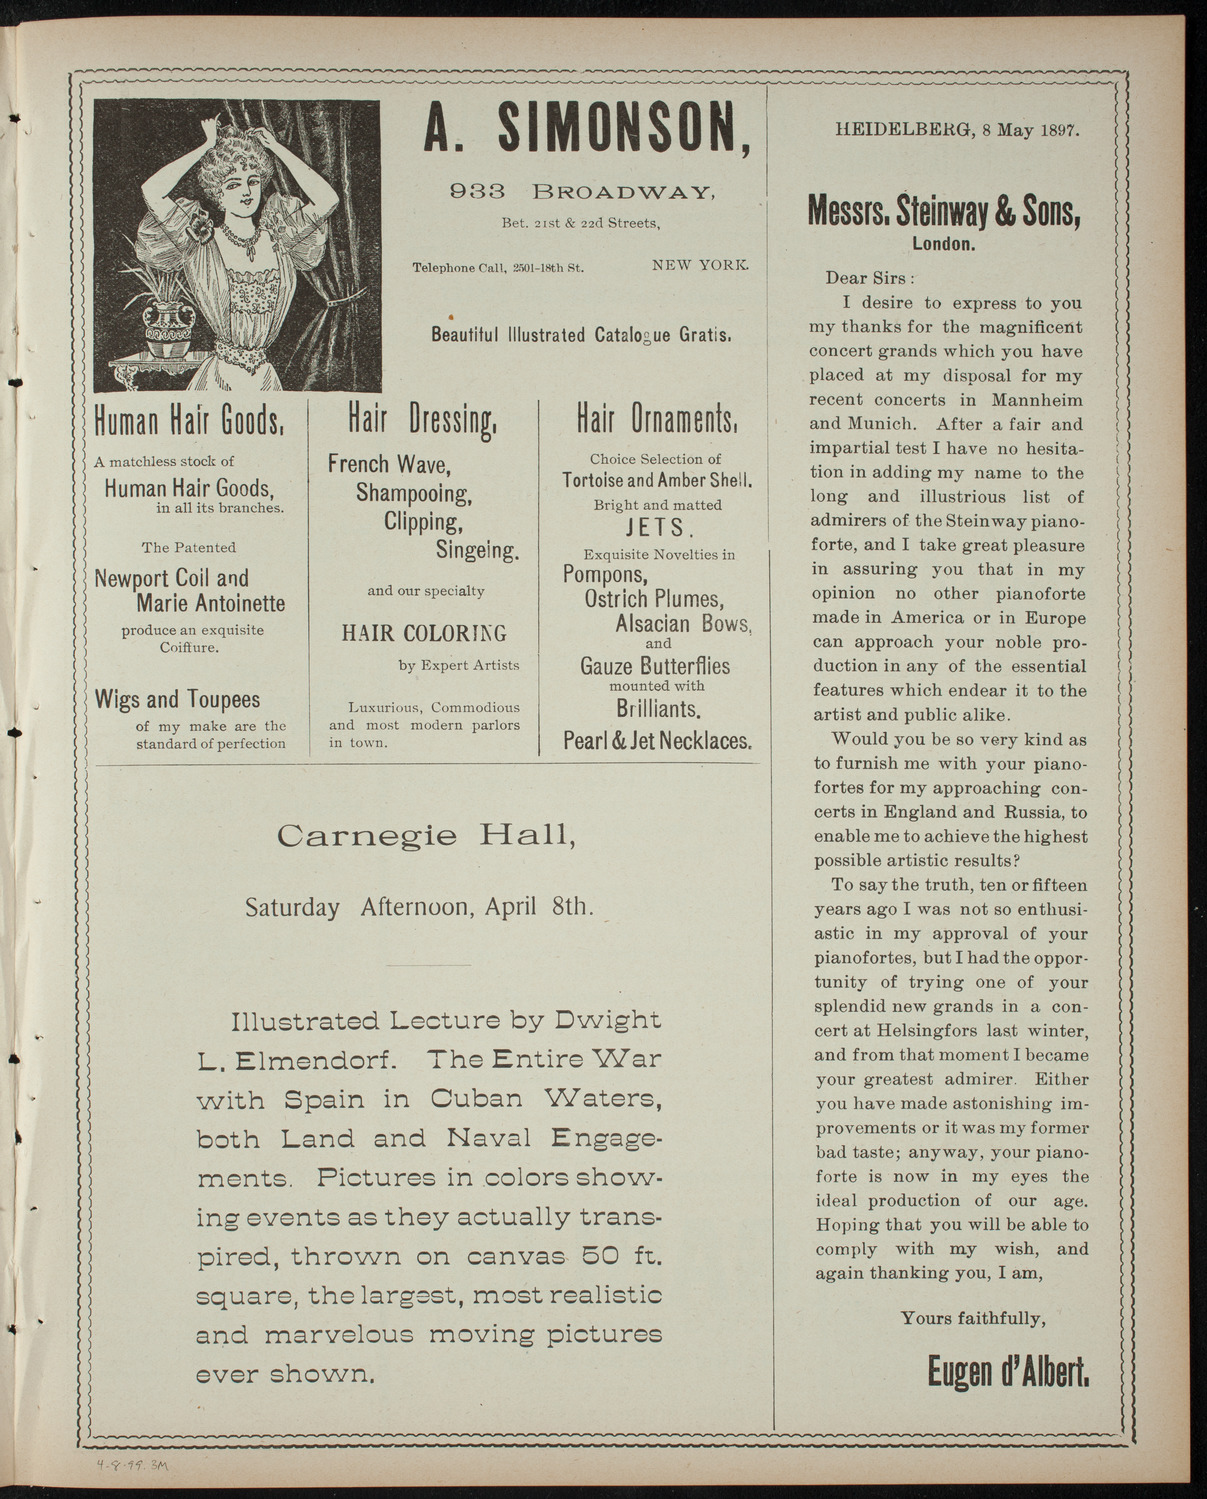 A. SIMONSON,
933 BROADWAY,
Bet. 21st & 22d Streets,
Telephone Call, 2501-18th St. NEW YORK.
Beautiful Illustrated Catalogue Gratis.
Human Hair Goods,
A matchless stock of
Human Hair Goods,
in all its branches.
The Patented
Newport Coil and
Marie Antoinette
produce an exquisite
Coiffure.
Wigs and Toupees
of my make are the
standard of perfection
Hair Dressing,
French Wave,
Shampooing,
Clipping,
Singeing.
and our specialty
HAIR COLORING
by Expert Artists
Luxurious, Commodious
and most modern parlors
in town.
Hair Ornaments,
Choice Selection of
Tortoise and Amber Shell.
Bright and matted
JETS.
Exquisite Novelties in
Pompons,
Ostrich Plumes,
Alsacian Bows,
and
Gauze Butterflies
mounted with
Brilliants.
Pearl & Jet Necklaces.
Carnegie Hall,
Saturday Afternoon, April 8th.
Illustrated Lecture by Dwight
L. Elmendorf. The Entire War
with Spain in Cuban Waters,
both Land and Naval Engage-
ments. Pictures in colors show-
ing events as they actually trans-
pired, thrown on canvas 50 ft.
square, the largest, most realistic
and marvelous moving pictures
ever shown.
HEIDELBERG, 8 May 1897.
Messrs. Steinway & Sons,
London.
Dear Sirs :
I desire to express to you
my thanks for the magnificent
concert grands which you have
placed at my disposal for my
recent concerts in Mannheim
and Munich. After a fair and
impartial test I have no hesita-
tion in adding my name to the
long and illustrious list of
admirers of the Steinway piano-
forte, and I take great pleasure
in assuring you that in my
opinion no other pianoforte
made in America or in Europe
can approach your noble pro-
duction in any of the essential
features which endear it to the
artist and public alike.
Would you be so very kind as
to furnish me with your piano-
fortes for my approaching con-
certs in England and Russia, to
enable me to achieve the highest
possible artistic results?
To say the truth, ten or fifteen
years ago I was not so enthusi-
astic in my approval of your
pianofortes, but I had the oppor-
tunity of trying one of your
splendid new grands in a con-
cert at Helsingfors last winter,
and from that moment I became
your greatest admirer. Either
you have made astonishing im-
provements or it was my former
bad taste; anyway, your piano-
forte is now in my eyes the
ideal production of our age.
Hoping that you will be able to
comply with my wish, and
again thanking you, I am,
Yours faithfully,
Eugen d'Albert.
4-8-99.3M